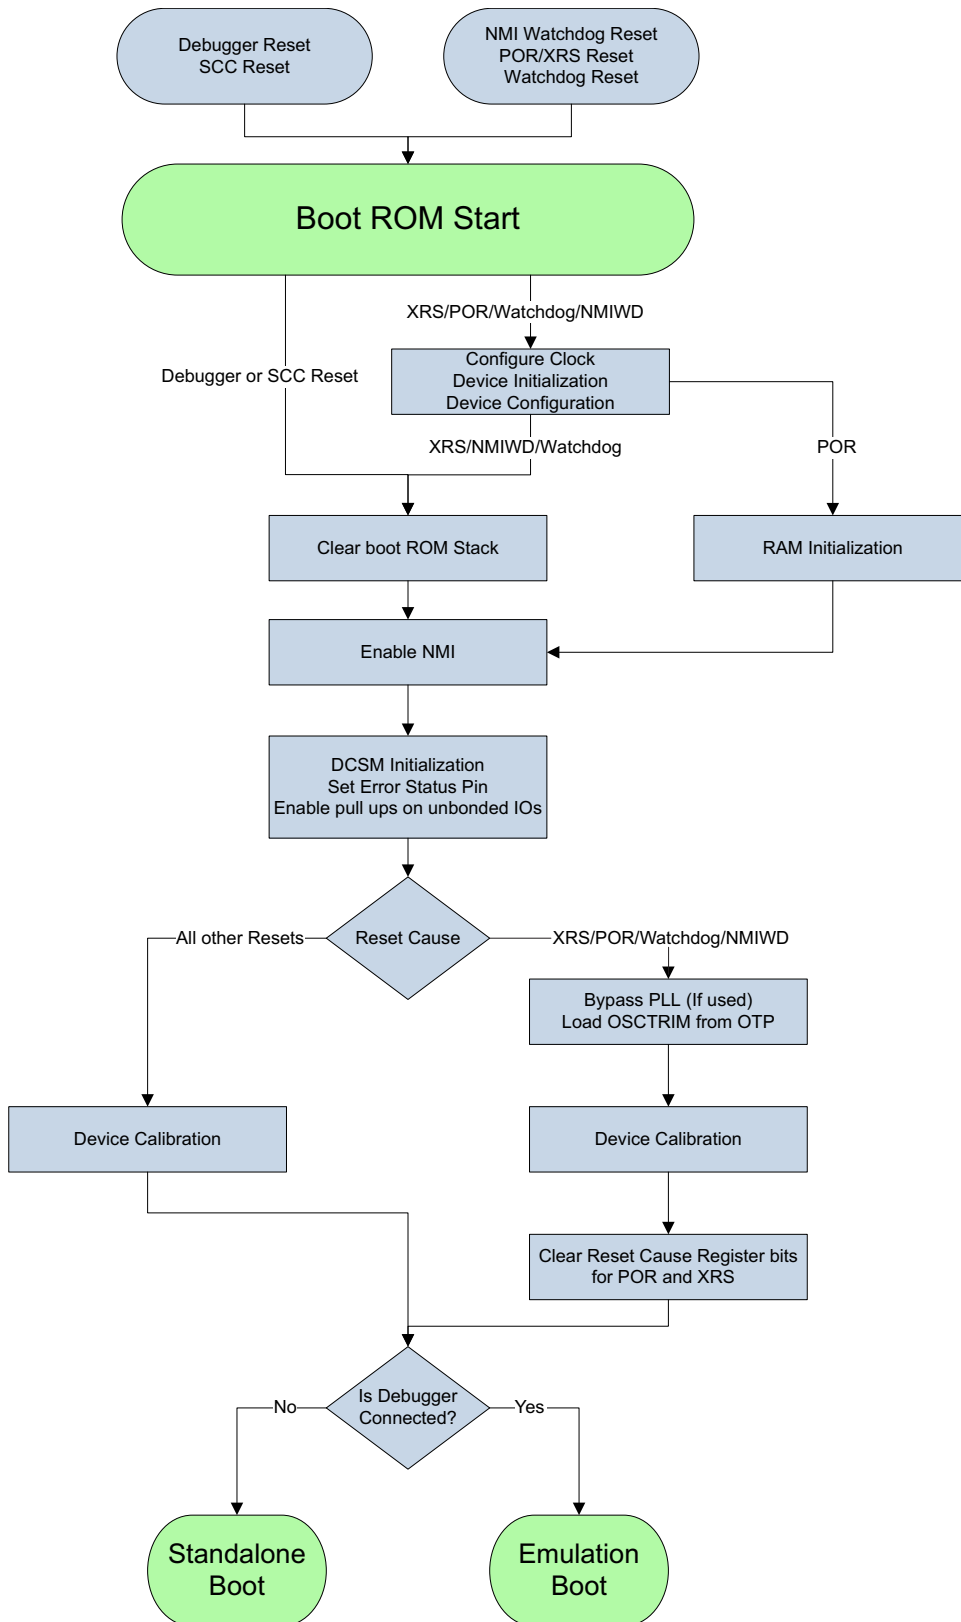 Debugger Reset
SCC Reset
NMI Watchdog Reset
POR/XRS Reset
Watchdog Reset
Boot ROM Start
XRS/POR/Watchdog/NMIWD
Debugger or SCC Reset
Configure Clock
Device Initialization
Device Configuration
XRS/NMIWD/Watchdog
POR
Clear boot ROM Stack
RAM Initialization
Enable NMI
DCSM Initialization
Set Error Status Pin
Enable pull ups on unbonded IOs
All other Resets
Reset Cause
XRS/POR/Watchdog/NMIWD
Bypass PLL (If used)
Load OSCTRIM from OTP
Device Calibration
Device Calibration
Clear Reset Cause Register bits
for POR and XRS
Is Debugger
Connected?
No
Yes
Standalone
Boot
Emulation
Boot